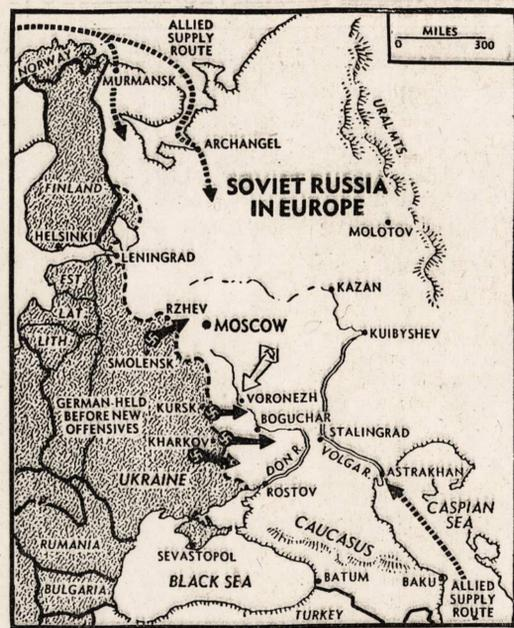 ALLIED
SUPPLY
ROUTE
MILES
0 300
NORWAY
MURMANSK
URAL MTS.
ARCHANGEL
FINLAND
SOVIET RUSSIA
IN EUROPE
MOLOTOV
HELSINKI
LENINGRAD
EST.
KAZAN
LAT.
RZHEV
MOSCOW
KUIBYSHEV
LITH.
SMOLENSK
GERMAN-HELD
BEFORE NEW
OFFENSIVES
VORONEZH
KURSK
BOGUCHAR
KHARKOV
STALINGRAD
DON R.
VOLGA R.
ASTRAKHAN
UKRAINE
ROSTOV
CASPIAN
SEA
CAUCASUS
RUMANIA
SEVASTOPOL
BLACK SEA
BATUM
BAKU
ALLIED
SUPPLY
ROUTE
BULGARIA
TURKEY